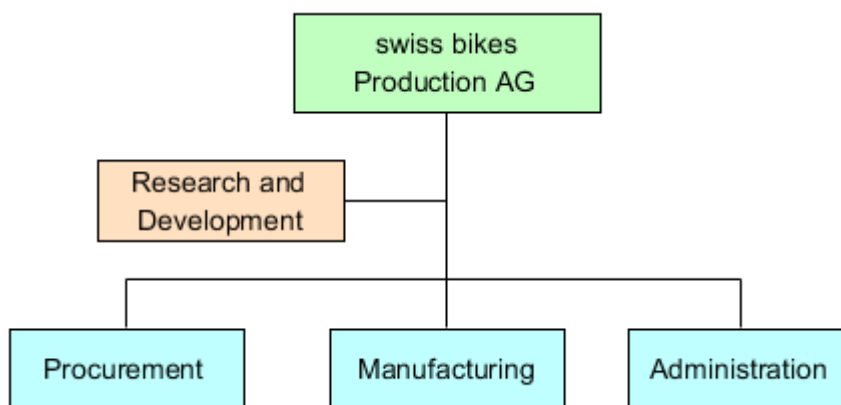 swiss bikes
Production AG
Research and
Development
Procurement
Manufacturing
Administration